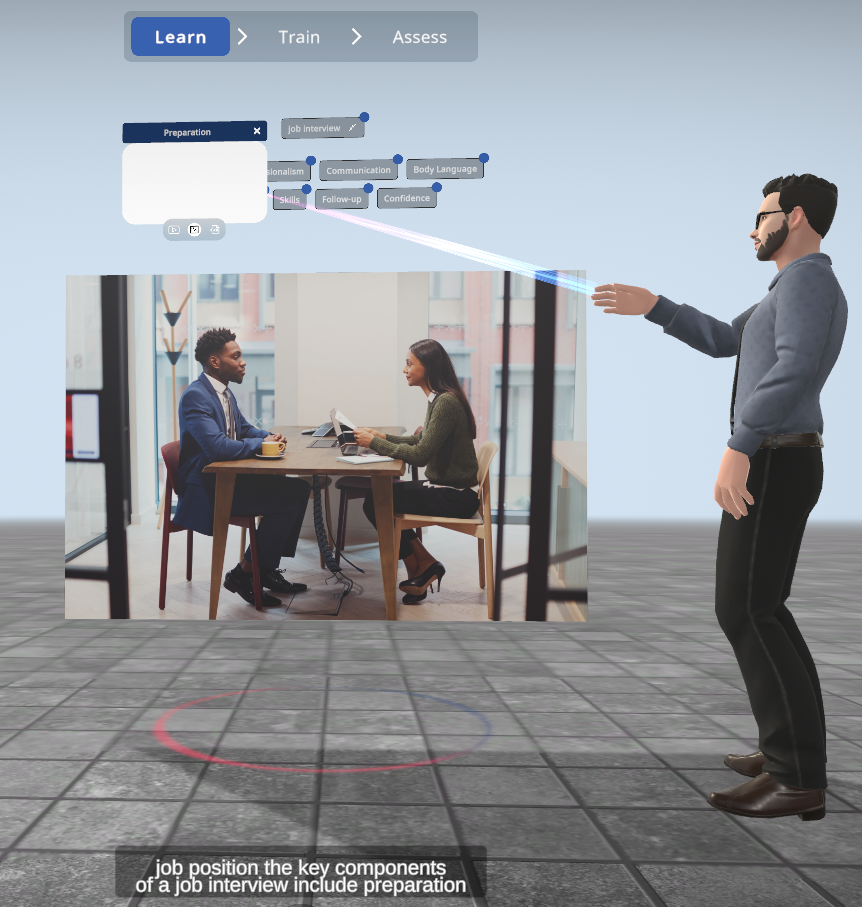 Learn > Train > Assess
Preparation ×
job interview
sionalism Communication Body Language
Skills Follow-up Confidence
job position the key components
of a job interview include preparation